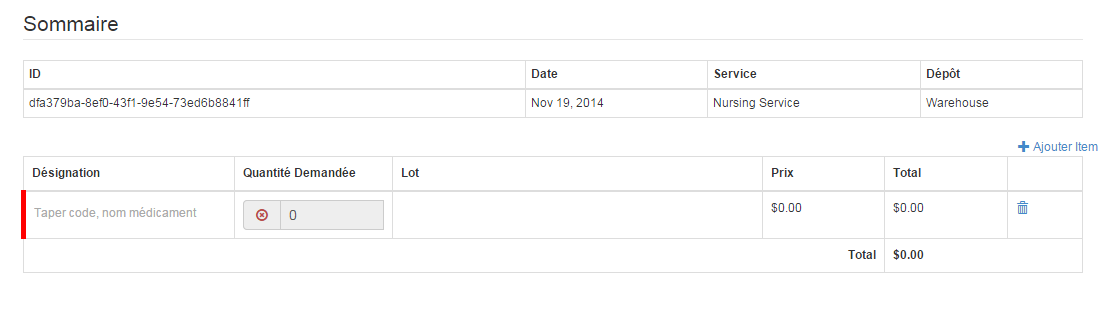 Sommaire
ID Date Service Dépôt
dfa379ba-8ef0-43f1-9e54-73ed6b8841ff Nov 19, 2014 Nursing Service Warehouse
Ajouter Item
Désignation Quantité Demandée Lot Prix Total
Taper code, nom médicament 0 $0.00 $0.00
Total $0.00